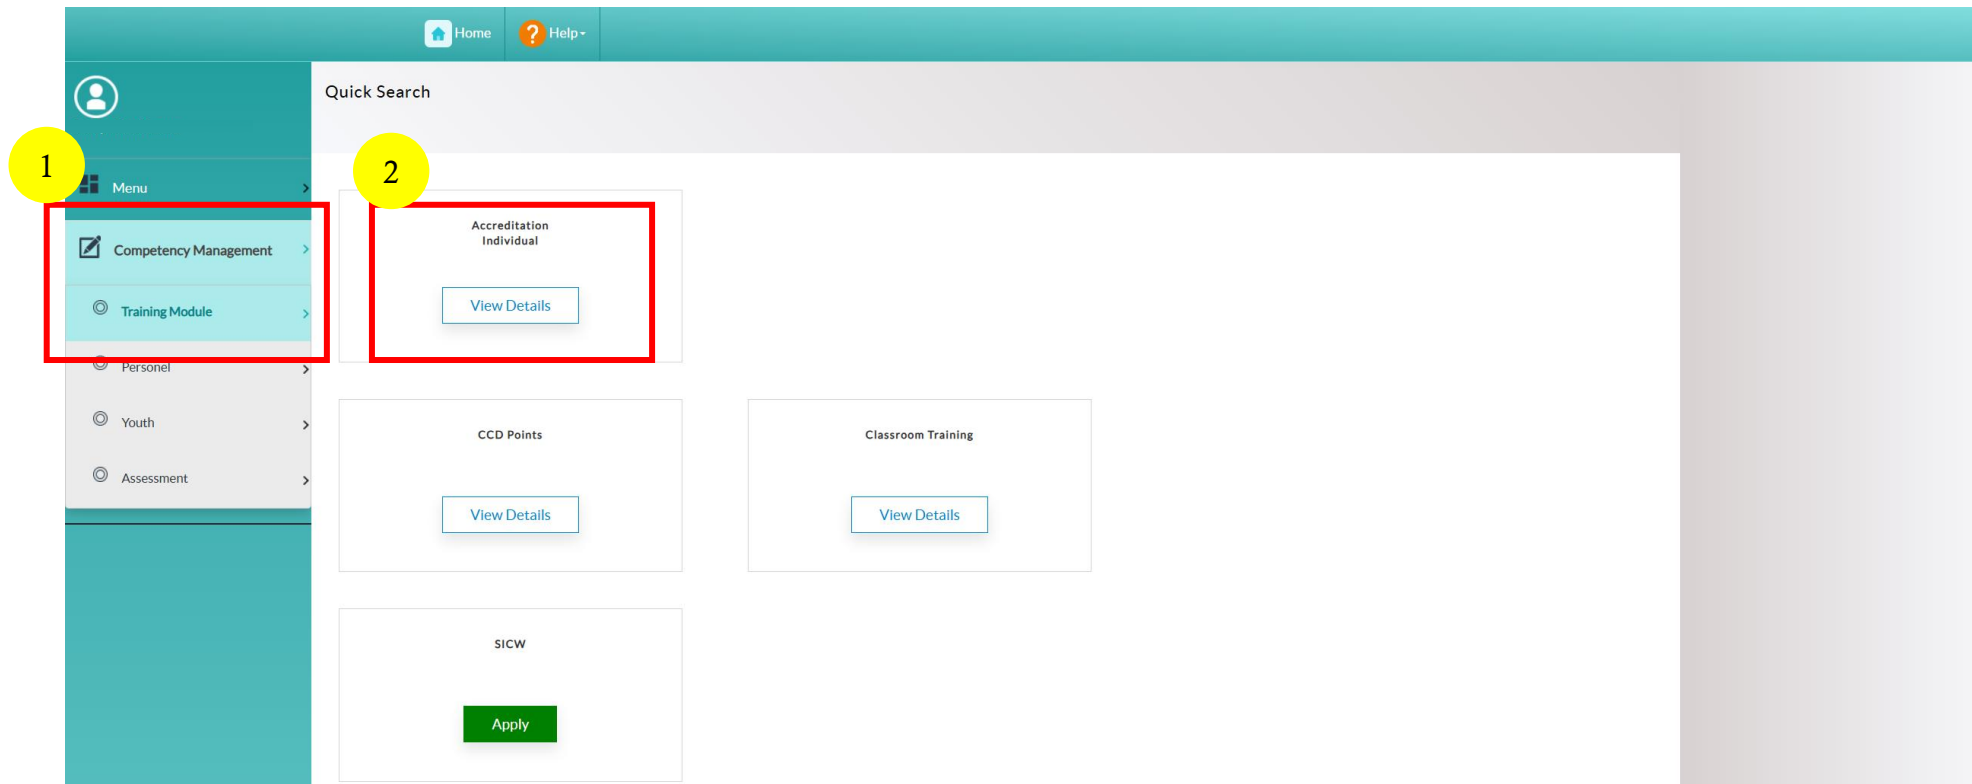 Home
Help
Quick Search
1
2
Menu
Accreditation
Individual
Competency Management
View Details
Training Module
Personel
Youth
CCD Points
Classroom Training
Assessment
View Details
View Details
SICW
Apply